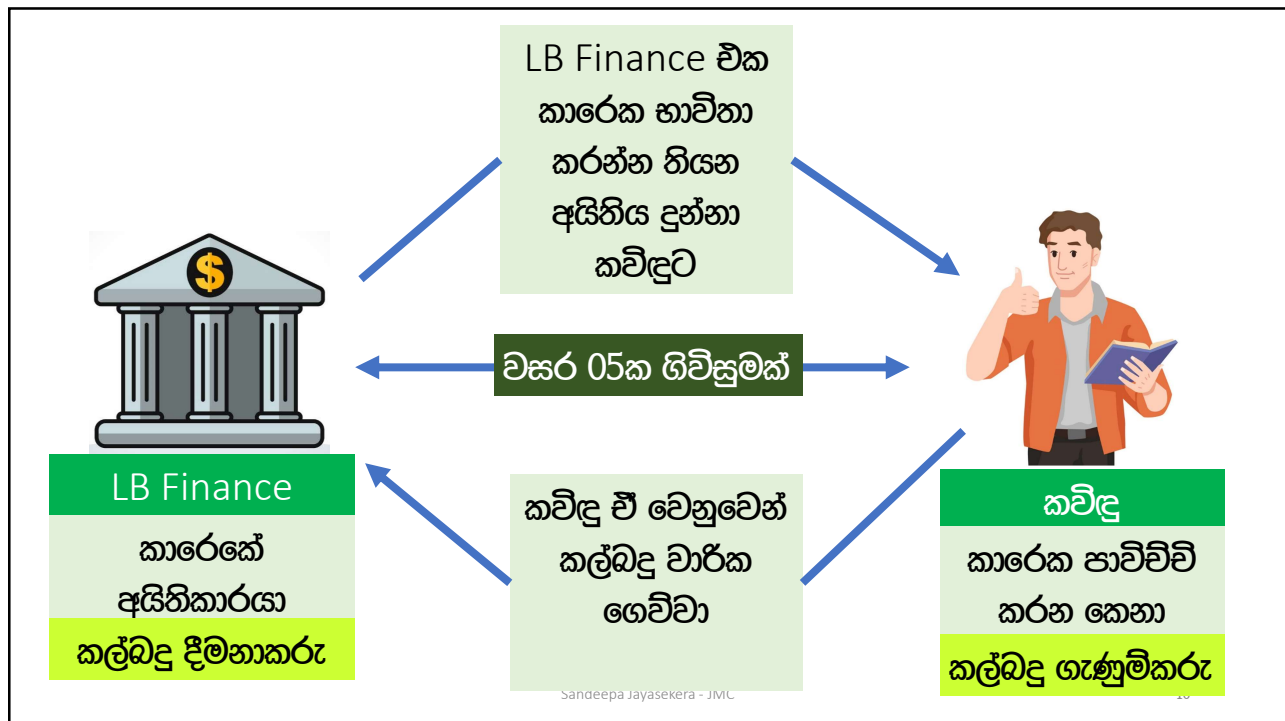 LB Finance එක
කාරෙක භාවිතා
කරන්න තියන
අයිතිය දුන්නා
කවිඳුට
$
වසර 05ක ගිවිසුමක්
LB Finance
කාරෙකේ
අයිතිකාරයා
කල්බදු දීමනාකරු
කවිඳු ඒ වෙනුවෙන්
කල්බදු වාරික
ගෙව්වා
කවිඳු
කාරෙක පාවිච්චි
කරන කෙනා
කල්බදු ගැණුම්කරු
Sandeepa Jayasekera - JMC